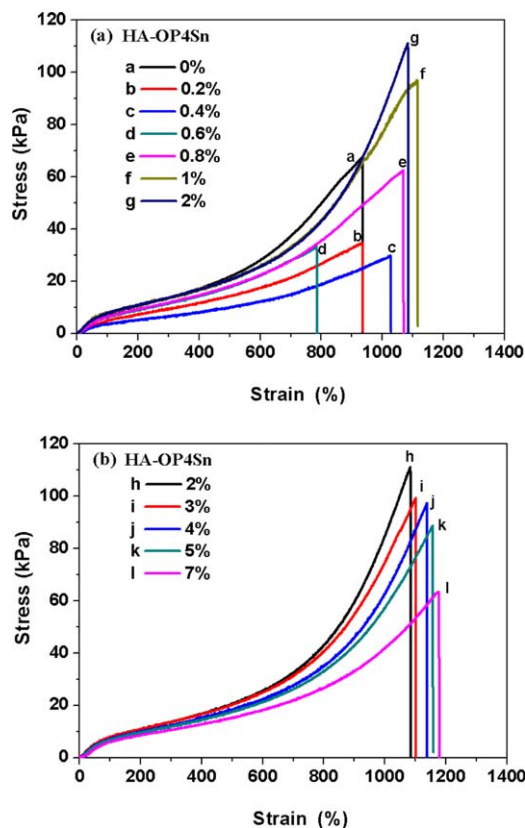 (a) HA-OP4Sn
a 0%
b 0.2%
c 0.4%
d 0.6%
e 0.8%
f 1%
g 2%
Stress (kPa)
120
100
80
60
40
20
0
a
b
c
d
e
f
g
0 200 400 600 800 1000 1200 1400
Strain (%)
(b) HA-OP4Sn
h 2%
i 3%
j 4%
k 5%
l 7%
Stress (kPa)
120
100
80
60
40
20
0
h
i
j
k
l
0 200 400 600 800 1000 1200 1400
Strain (%)